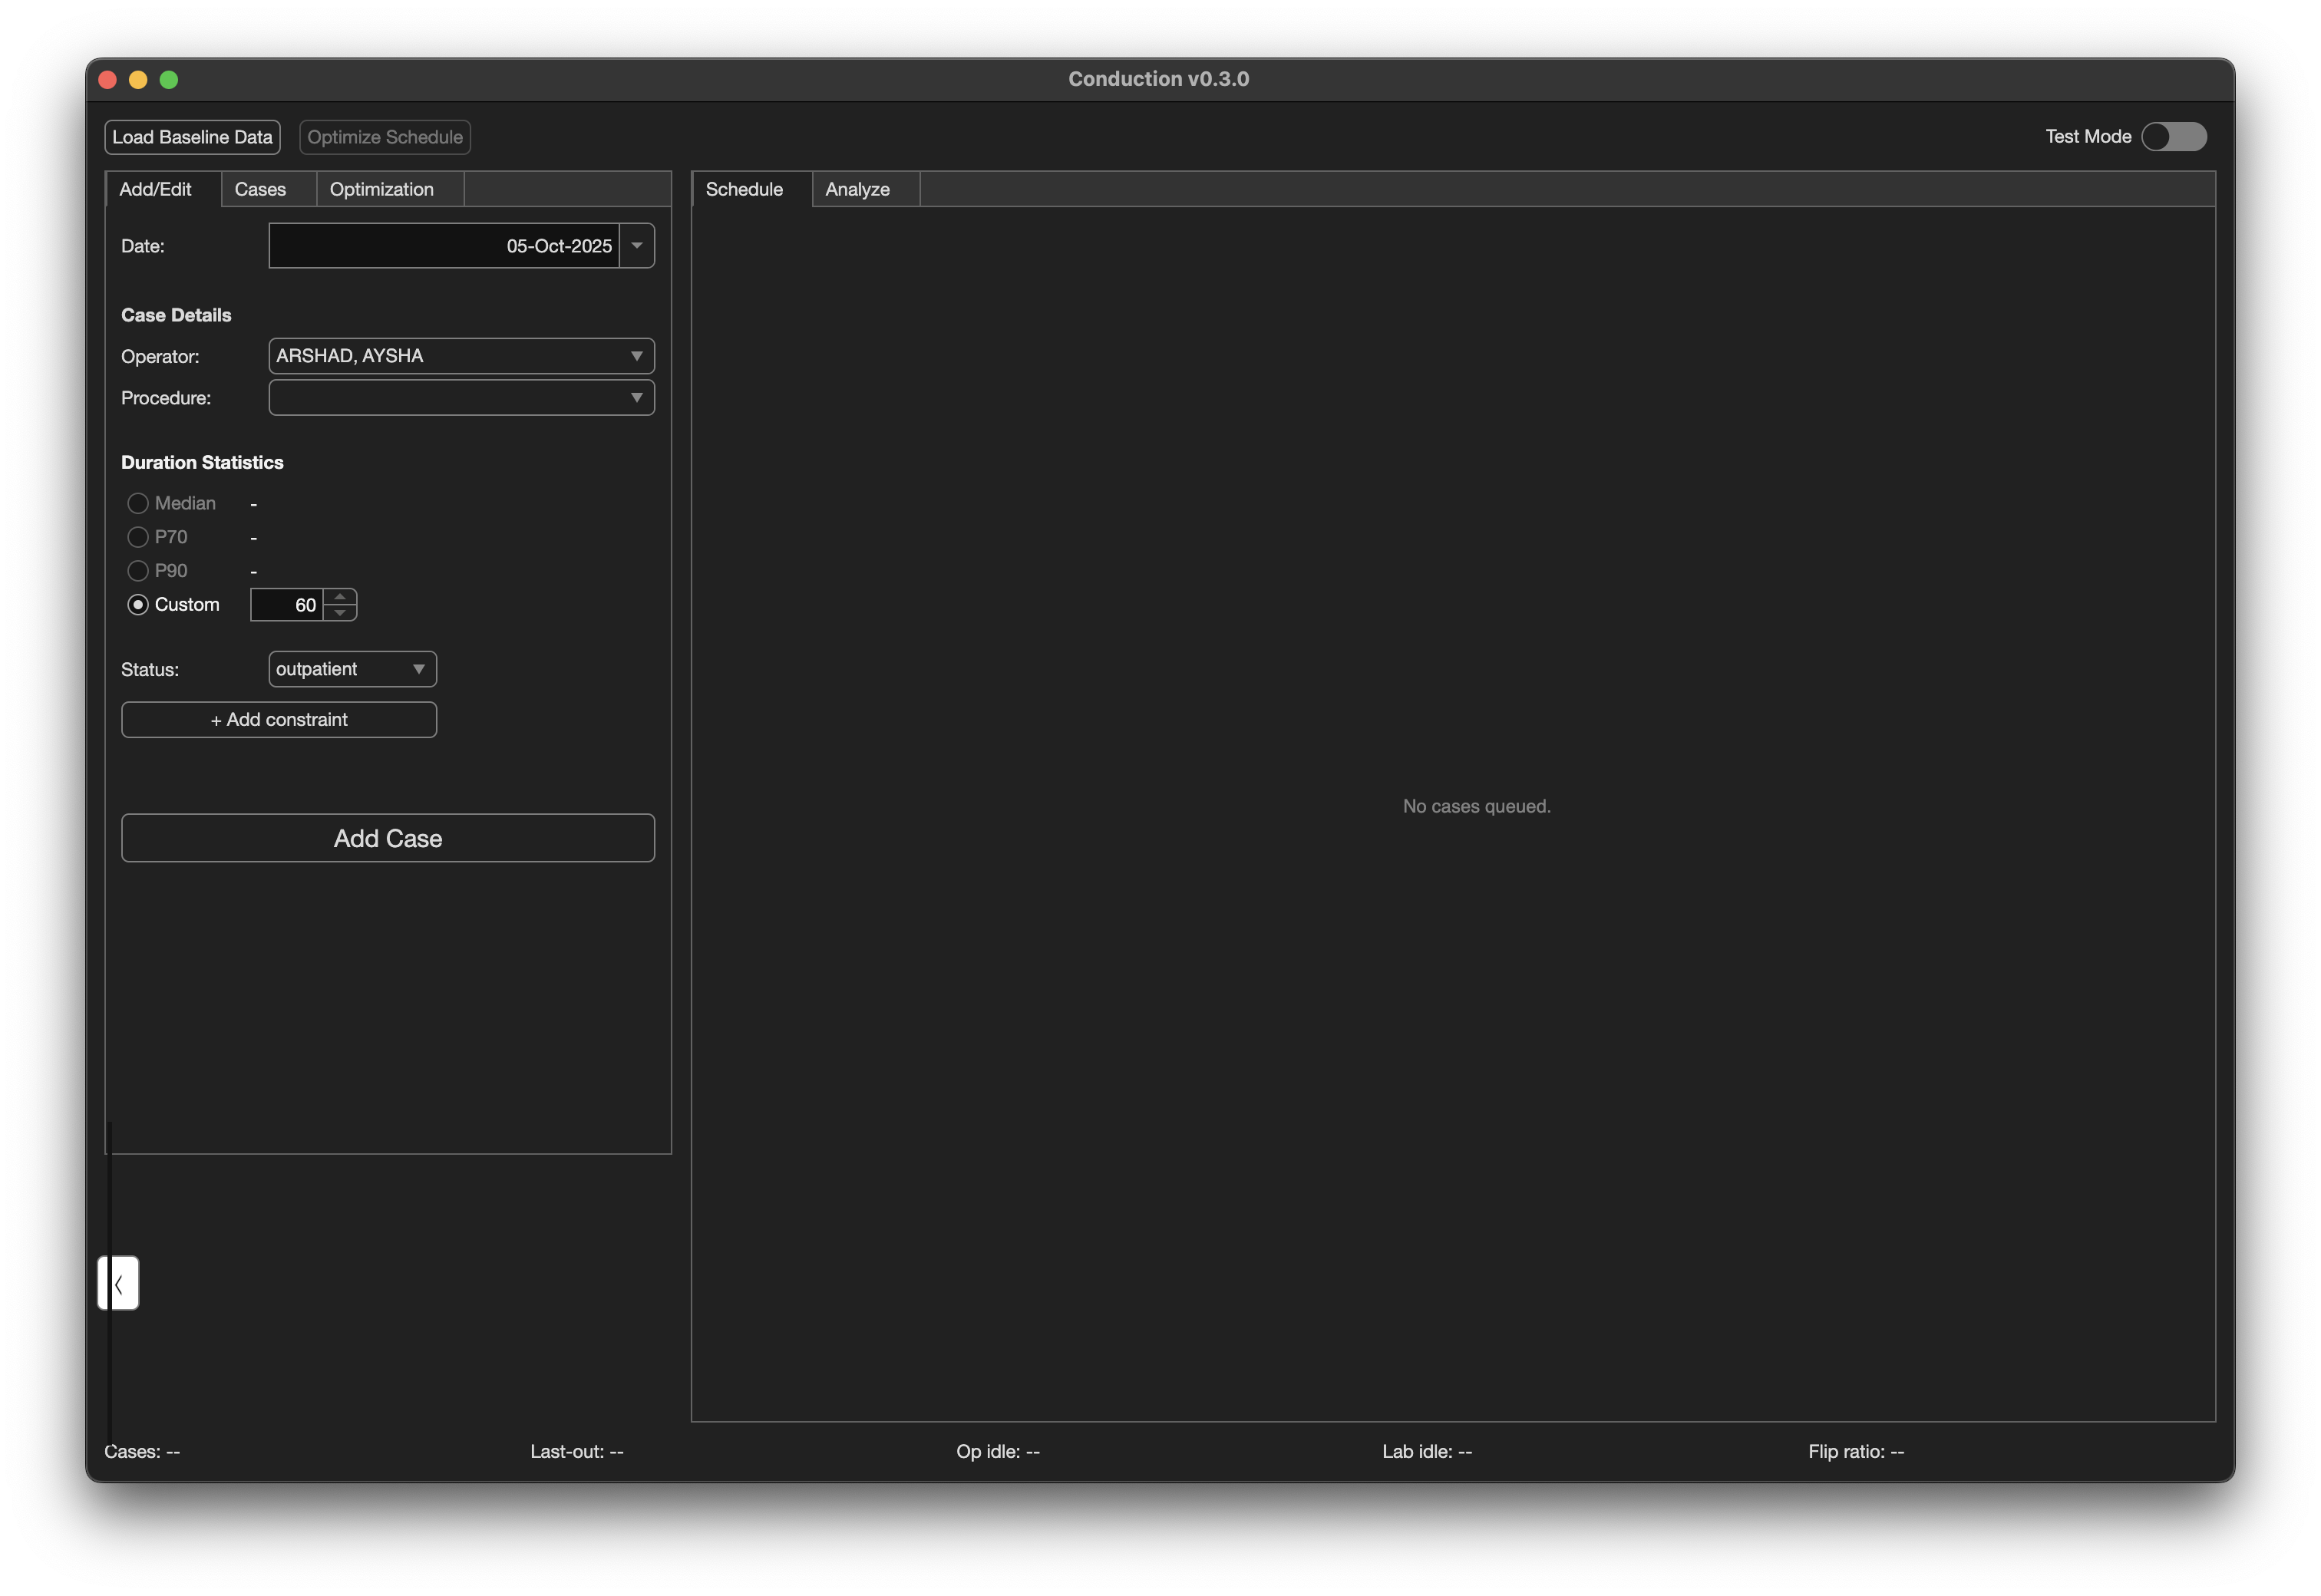 Conduction v0.3.0
Load Baseline Data
Optimize Schedule
Test Mode
Add/Edit
Cases
Optimization
Date:
05-Oct-2025
Case Details
Operator:
ARSHAD, AYSHA
Procedure:
Duration Statistics
Median -
P70 -
P90 -
Custom 60
Status:
outpatient
+ Add constraint
Add Case
Schedule
Analyze
No cases queued.
Cases: --
Last-out: --
Op idle: --
Lab idle: --
Flip ratio: --